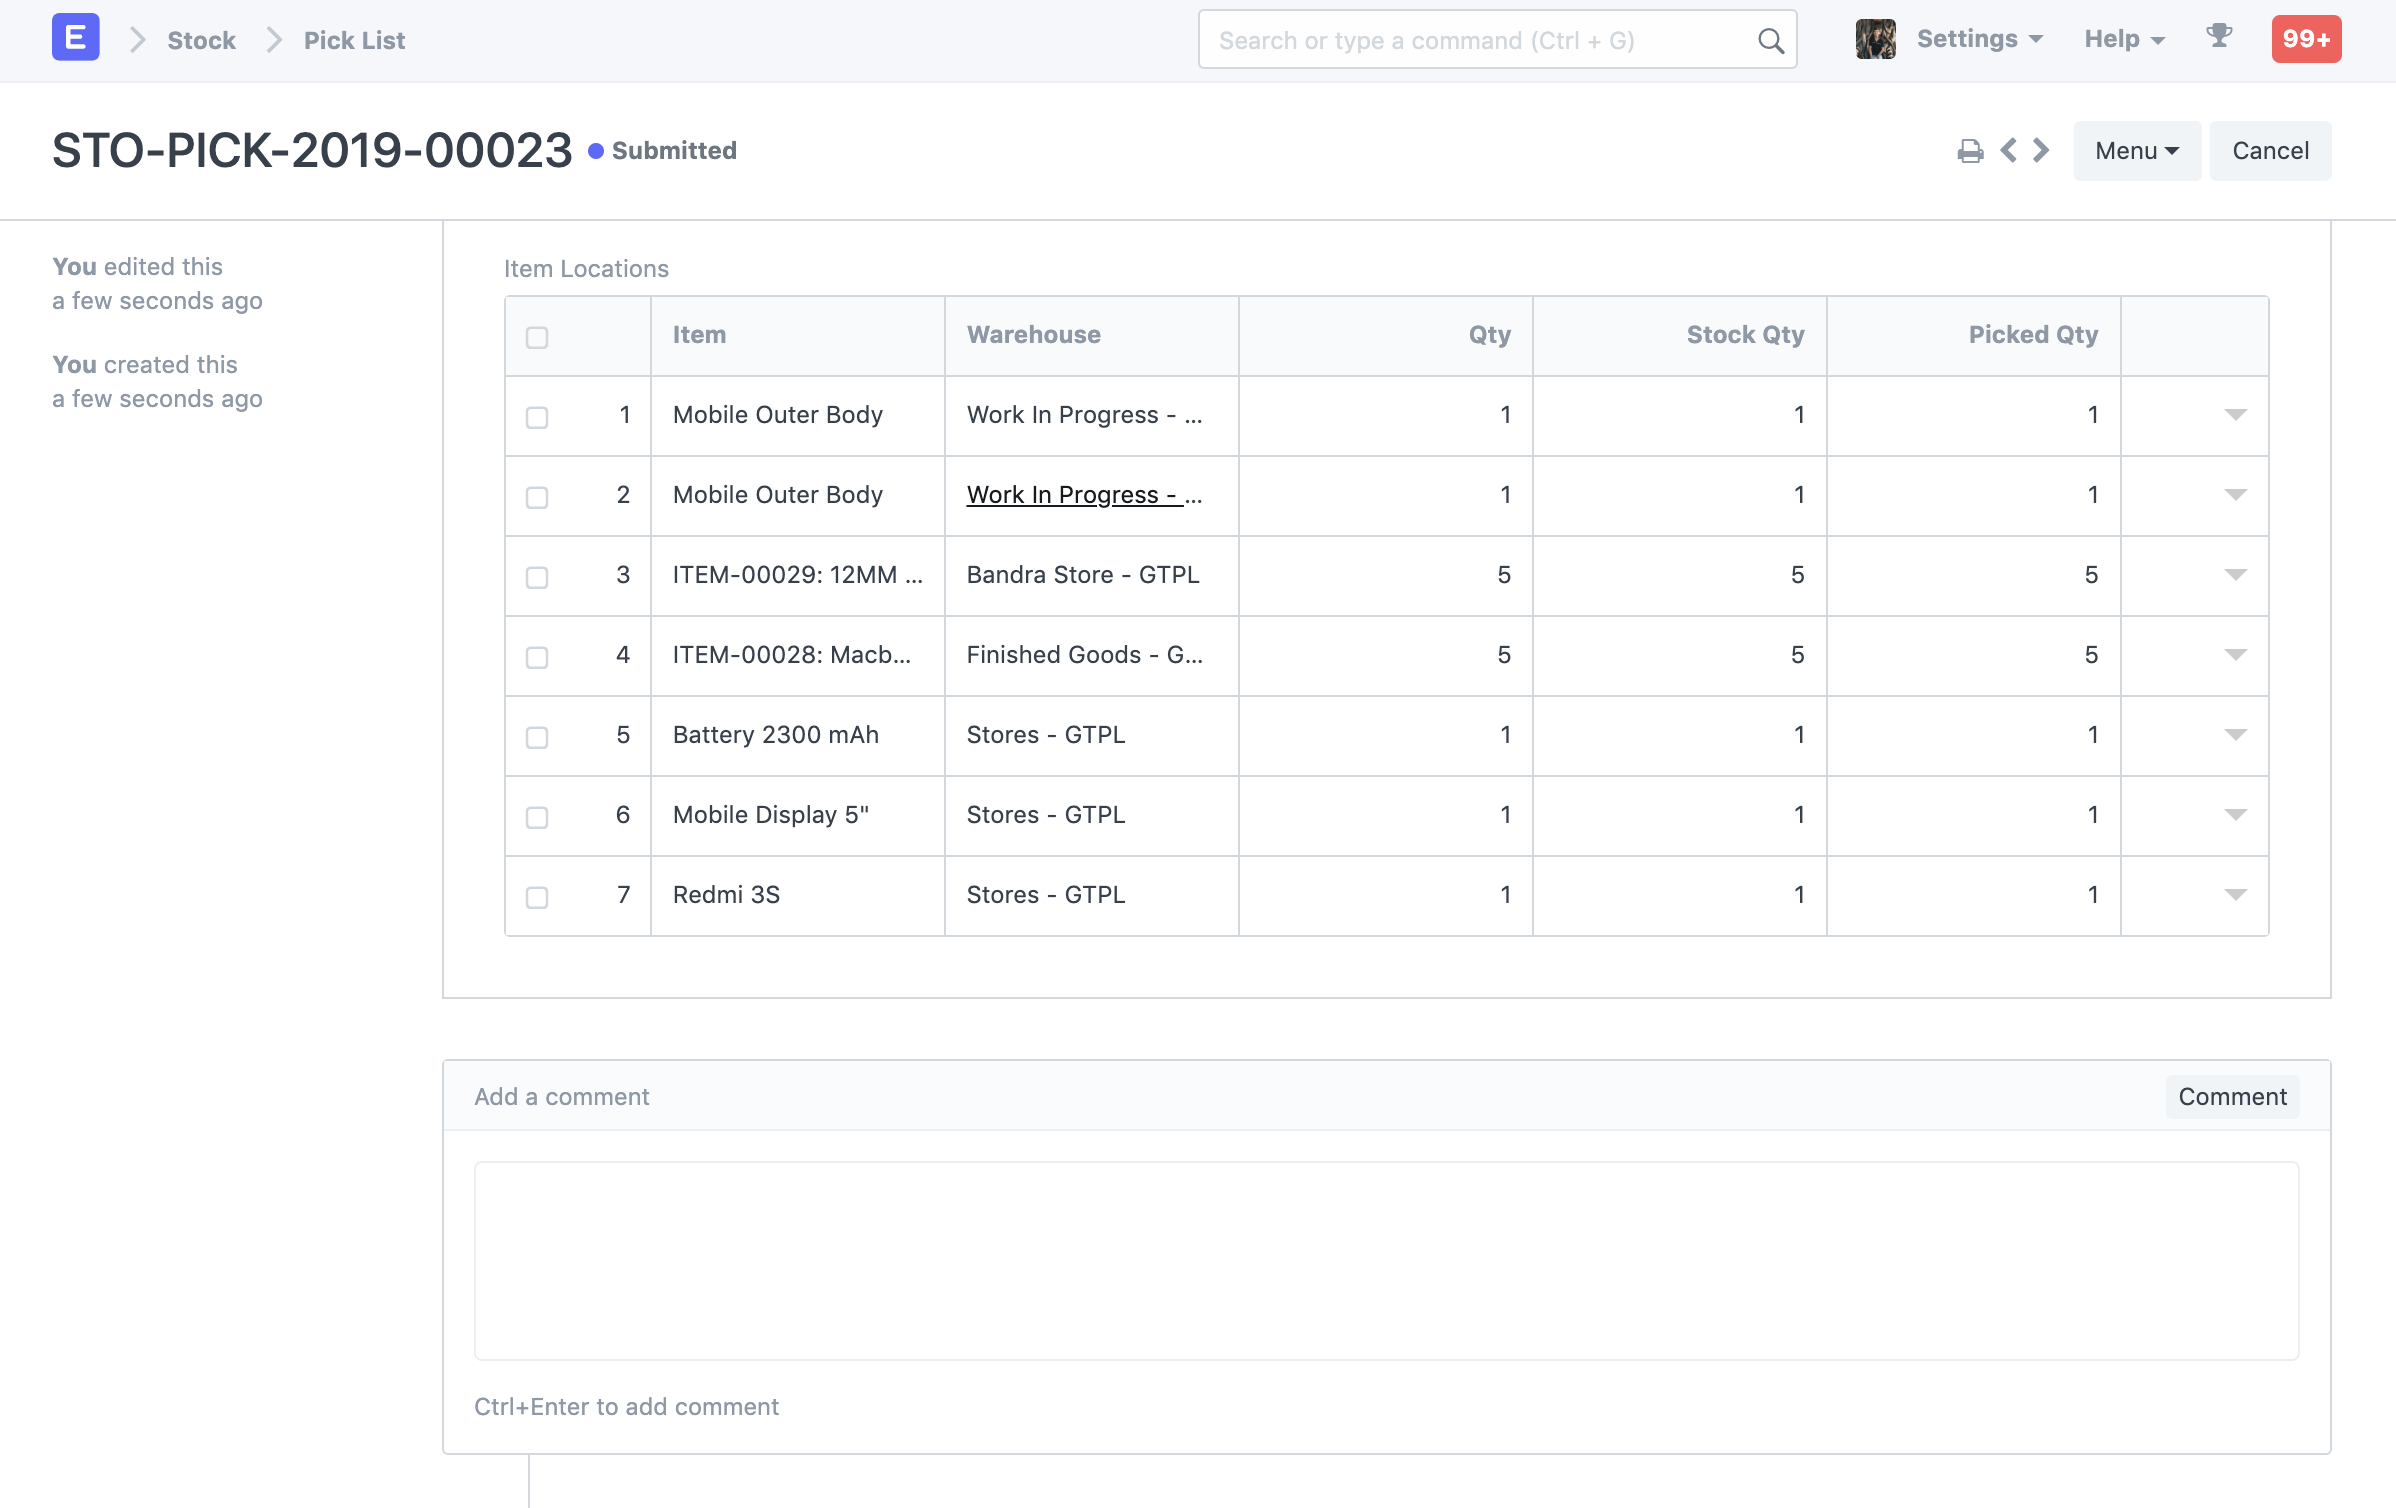 E
Stock
Pick List
Search or type a command (Ctrl + G)
Settings
Help
99+
STO-PICK-2019-00023
Submitted
Menu
Cancel
You edited this
a few seconds ago
You created this
a few seconds ago
Item Locations
Item Warehouse Qty Stock Qty Picked Qty
1 Mobile Outer Body Work In Progress - ... 1 1 1
2 Mobile Outer Body Work In Progress - ... 1 1 1
3 ITEM-00029: 12MM ... Bandra Store - GTPL 5 5 5
4 ITEM-00028: Macb... Finished Goods - G... 5 5 5
5 Battery 2300 mAh Stores - GTPL 1 1 1
6 Mobile Display 5" Stores - GTPL 1 1 1
7 Redmi 3S Stores - GTPL 1 1 1
Add a comment
Comment
Ctrl+Enter to add comment